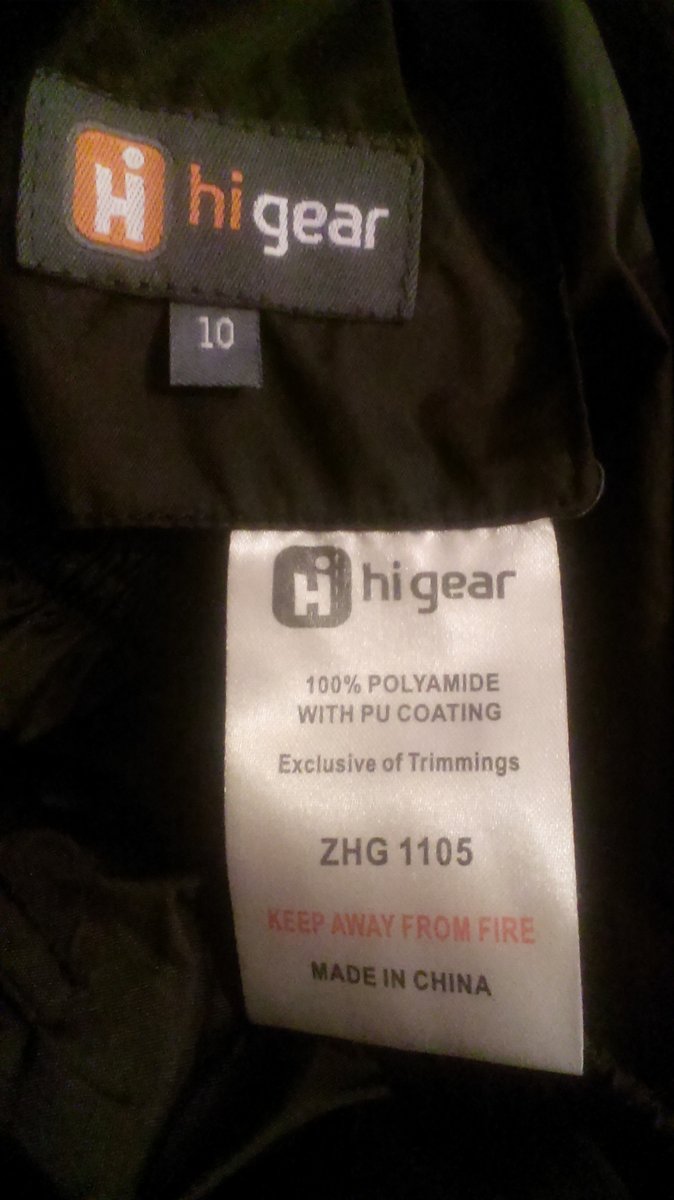 Hi hi gear
10
Hi hi gear
100% POLYAMIDE
WITH PU COATING
Exclusive of Trimmings
ZHG 1105
KEEP AWAY FROM FIRE
MADE IN CHINA